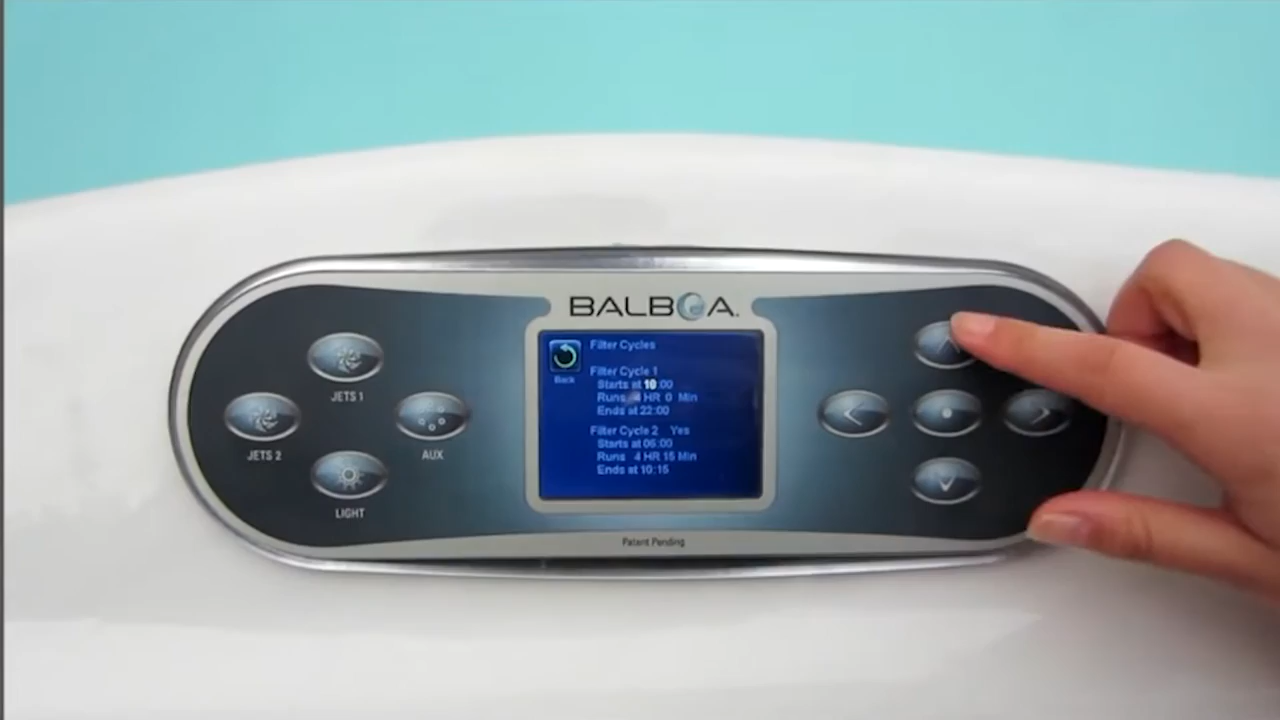 BALBOA
Filter Cycles
Back
Filter Cycle 1
Starts at 10:00
Runs 4 HR 0 Min
Ends at 22:00
Filter Cycle 2 Yes
Starts at 06:00
Runs 4 HR 15 Min
Ends at 10:15
JETS 1
JETS 2
AUX
LIGHT
Patent Pending